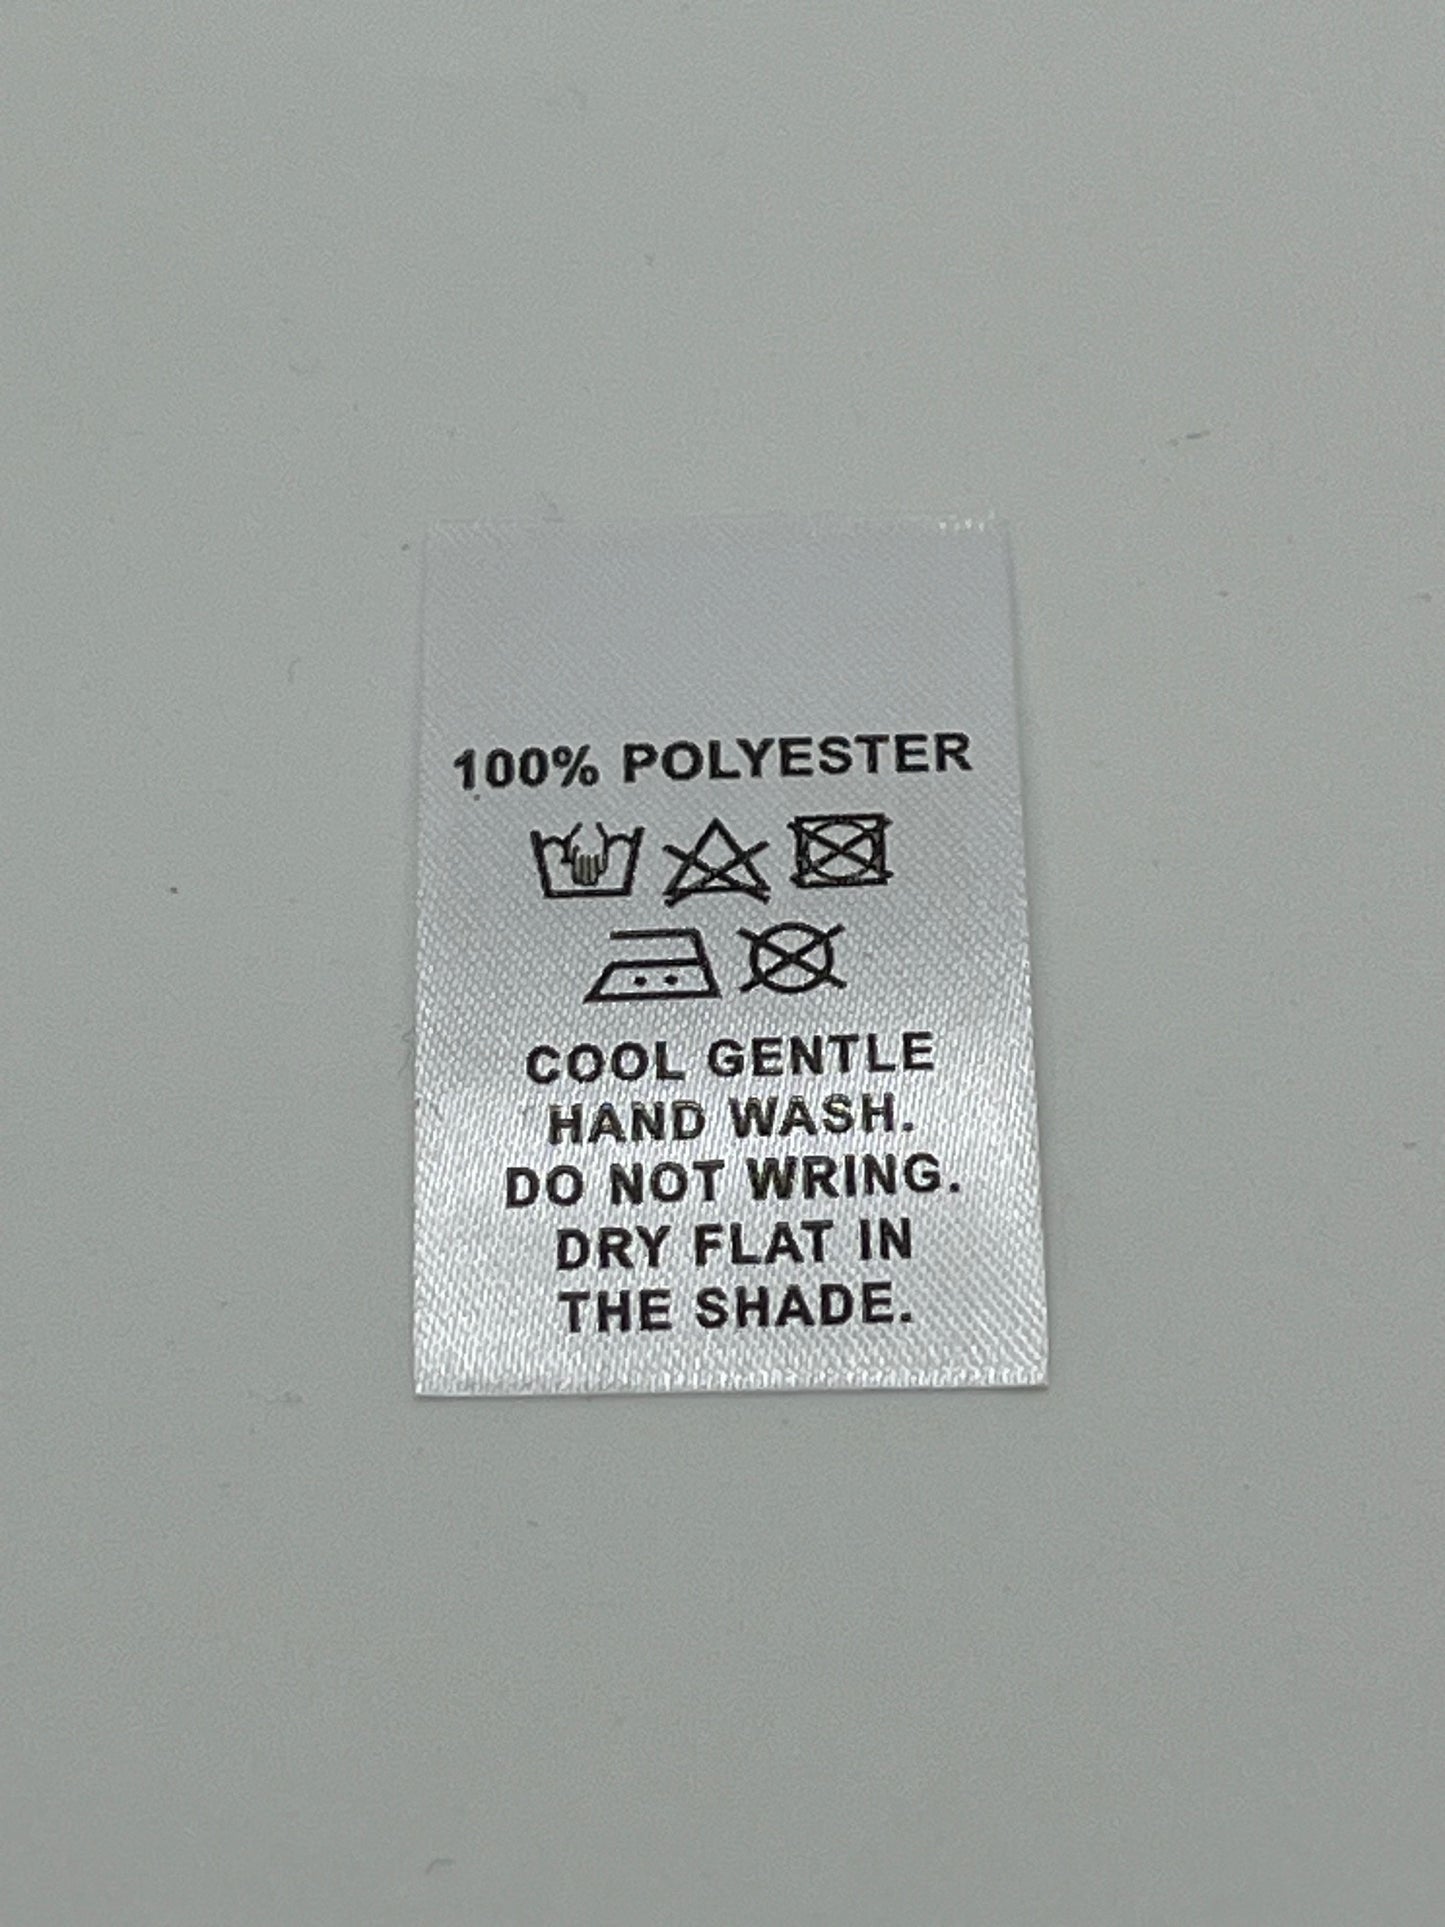 100% POLYESTER
COOL GENTLE
HAND WASH.
DO NOT WRING.
DRY FLAT IN
THE SHADE.